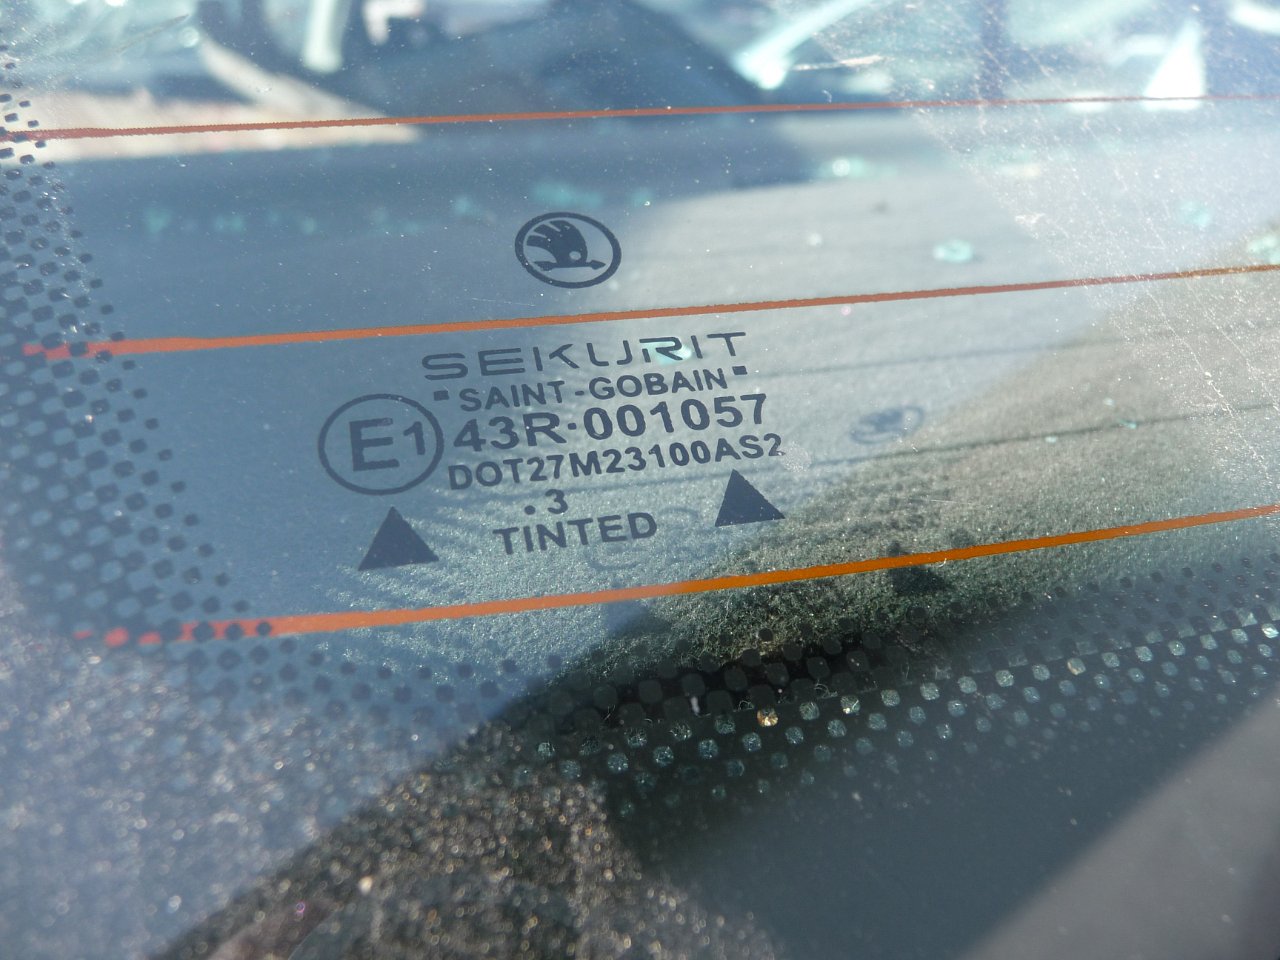 SEKURIT
SAINT-GOBAIN
E1 43R-001057
DOT27M23100AS2
.3
TINTED